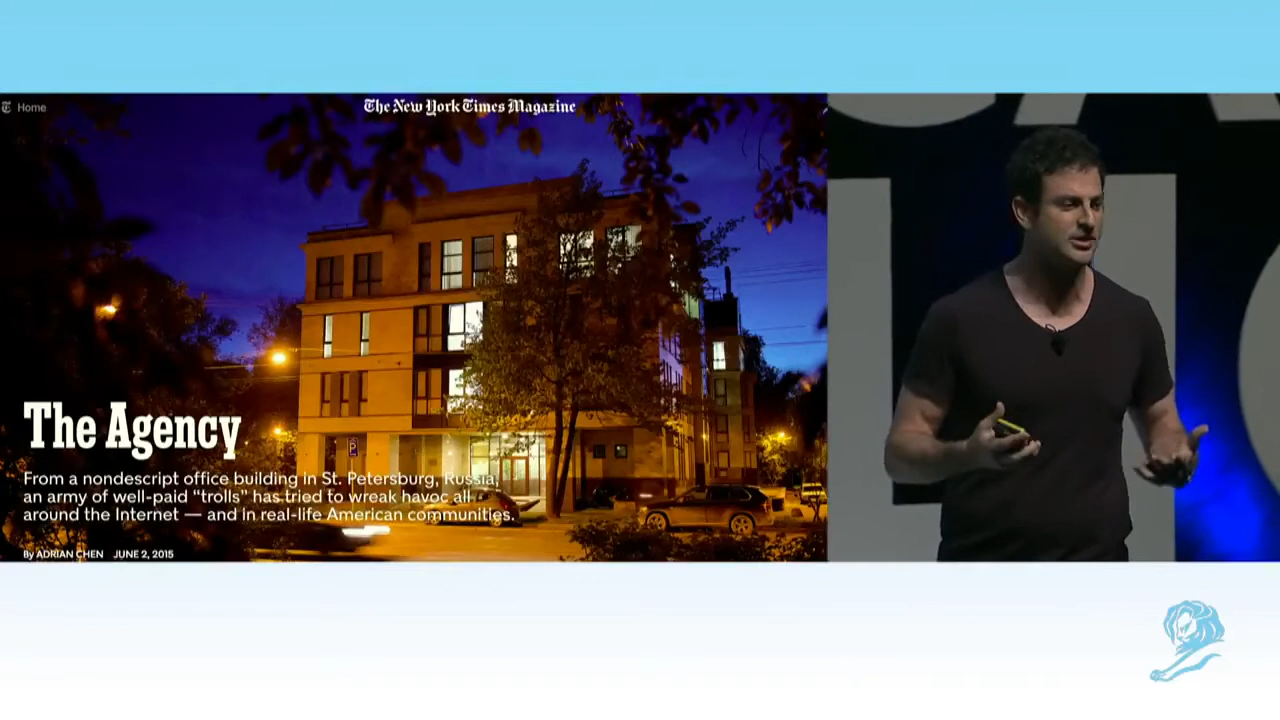 Home
The New York Times Magazine
The Agency
From a nondescript office building in St. Petersburg, Russia,
an army of well-paid “trolls” has tried to wreak havoc all
around the Internet — and in real-life American communities.
By ADRIAN CHEN JUNE 2, 2015